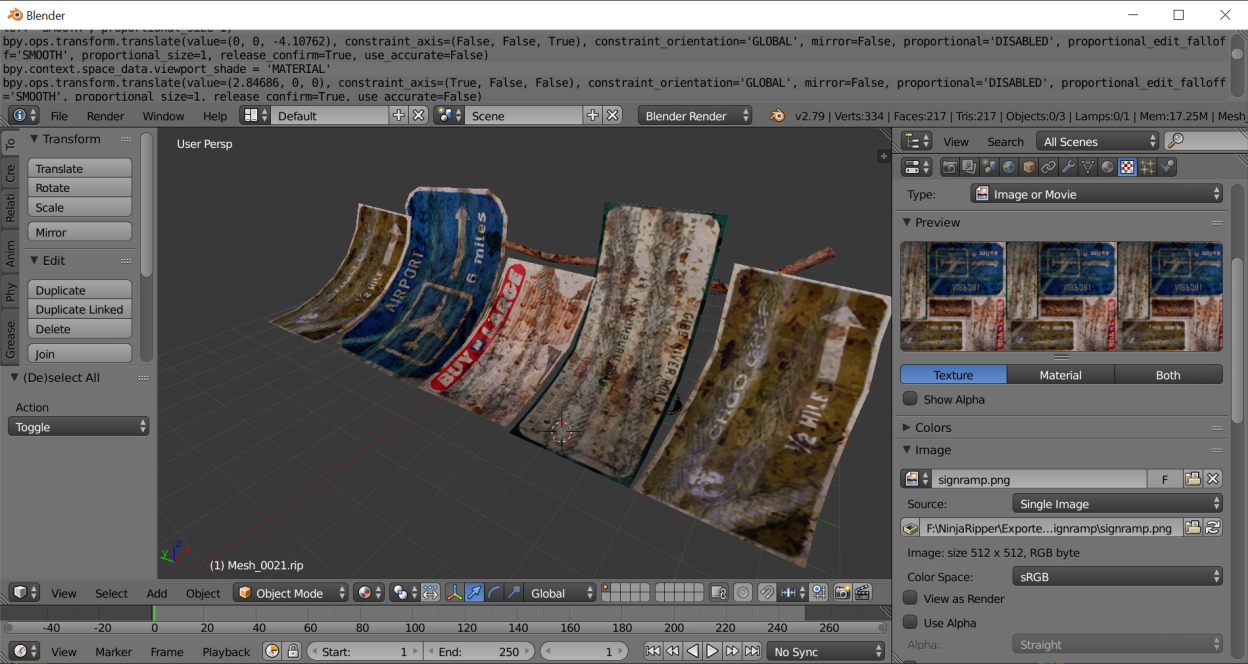 Blender
bpy.ops.transform.translate(value=(0, 0, -4.10762), constraint_axis=(False, False, True), constraint_orientation='GLOBAL', mirror=False, proportional='DISABLED', proportional_edit_fallof
f='SMOOTH', proportional_size=1, release_confirm=True, use_accurate=False)
bpy.context.space_data.viewport_shade = 'MATERIAL'
bpy.ops.transform.translate(value=(2.84686, 0, 0), constraint_axis=(True, False, False), constraint_orientation='GLOBAL', mirror=False, proportional='DISABLED', proportional_edit_falloff
='SMOOTH', proportional_size=1, release_confirm=True, use_accurate=False)
File Render Window Help Default Scene Blender Render v2.79 | Verts:334 | Faces:217 | Tris:217 | Objects:0/3 | Lamps:0/1 | Mem:17.25M | Mesh_
To
Cre
Relati
Anim
Phy
Grease
Transform
Translate
Rotate
Scale
Mirror
Edit
Duplicate
Duplicate Linked
Delete
Join
(De)select All
Action
Toggle
User Persp
1/2 MILE
AIRPORT
6 miles
BUY N LARGE
RIVER ROAD
1/2 MILE
(1) Mesh_0021.rip
View Search All Scenes
Type: Image or Movie
Preview
AIRPORT
AIRPORT
AIRPORT
Texture Material Both
Show Alpha
Colors
Image
signramp.png F
Source: Single Image
F:\NinjaRipper\Exporte...ignramp\signramp.png
Image: size 512 x 512, RGB byte
Color Space: sRGB
View as Render
Use Alpha
Alpha: Straight
View Select Add Object Object Mode Global
-40 -20 0 20 40 60 80 100 120 140 160 180 200 220 240 260
View Marker Frame Playback Start: 1 End: 250 1 No Sync